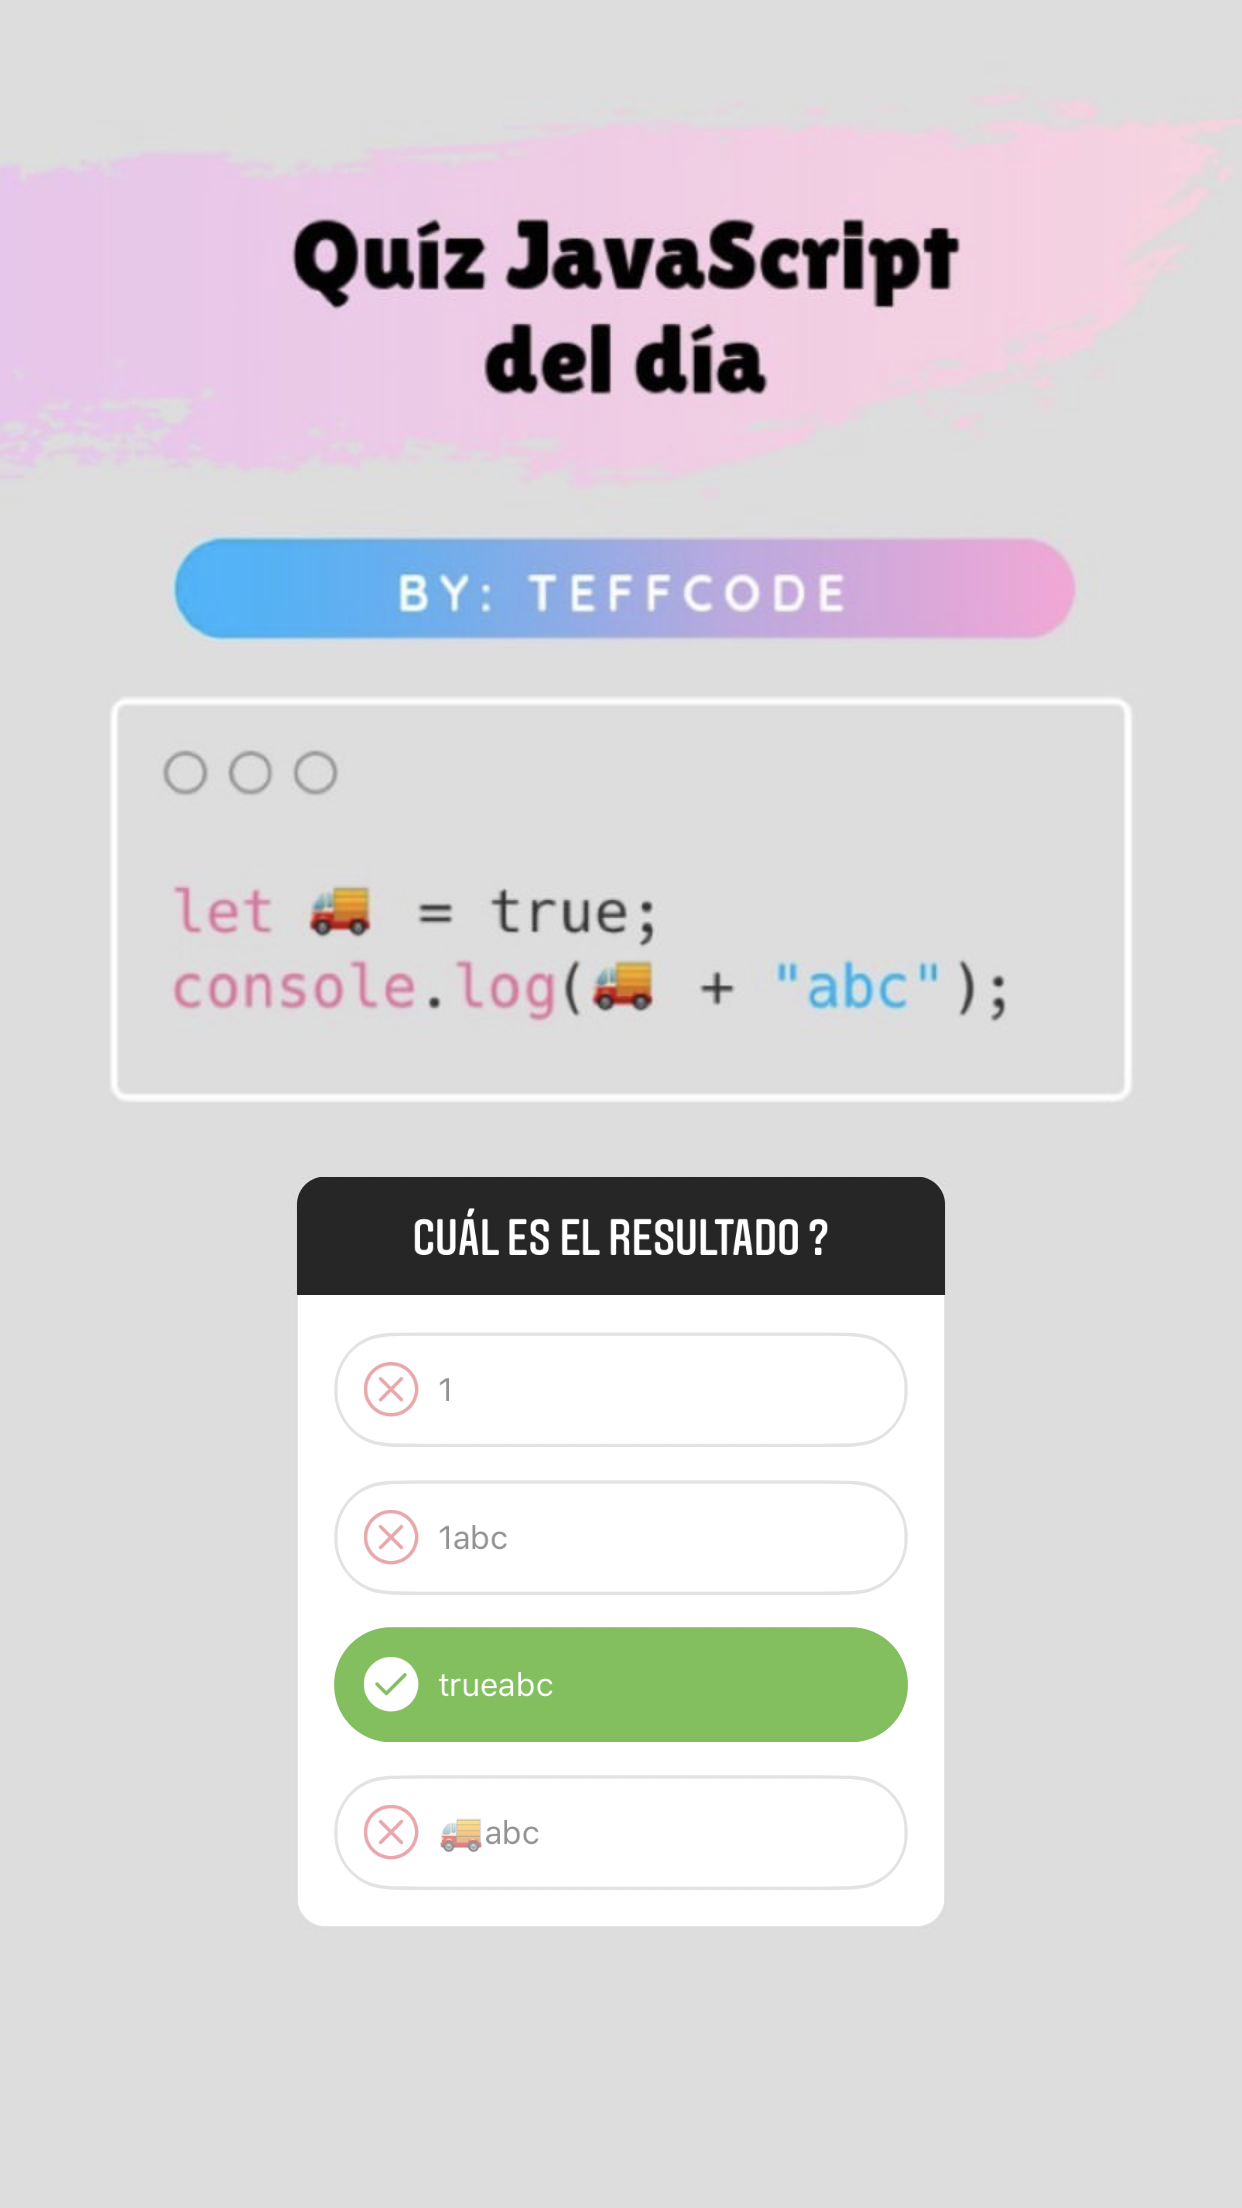 Quíz JavaScript
del día
BY: TEFFCODE
let 🚚 = true;
console.log(🚚 + "abc");
CUÁL ES EL RESULTADO ?
1
1abc
trueabc
🚚abc